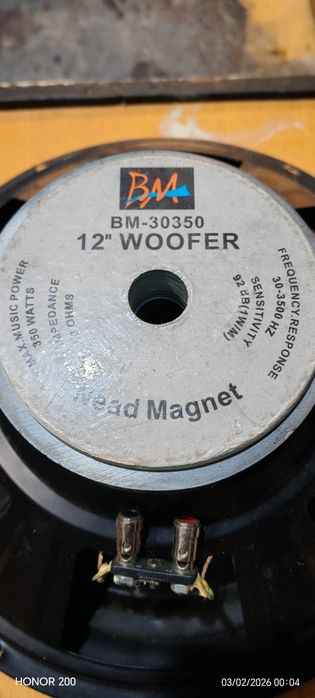 BM
BM-30350
12" WOOFER
MAX.MUSIC POWER
350 WATTS
IMPEDANCE
OHMS
FREQUENCY.RESPONSE
30-3500 HZ
SENSITIVITY
92 dB(1W/M)
Nead Magnet
HONOR 200
03/02/2026 00:04